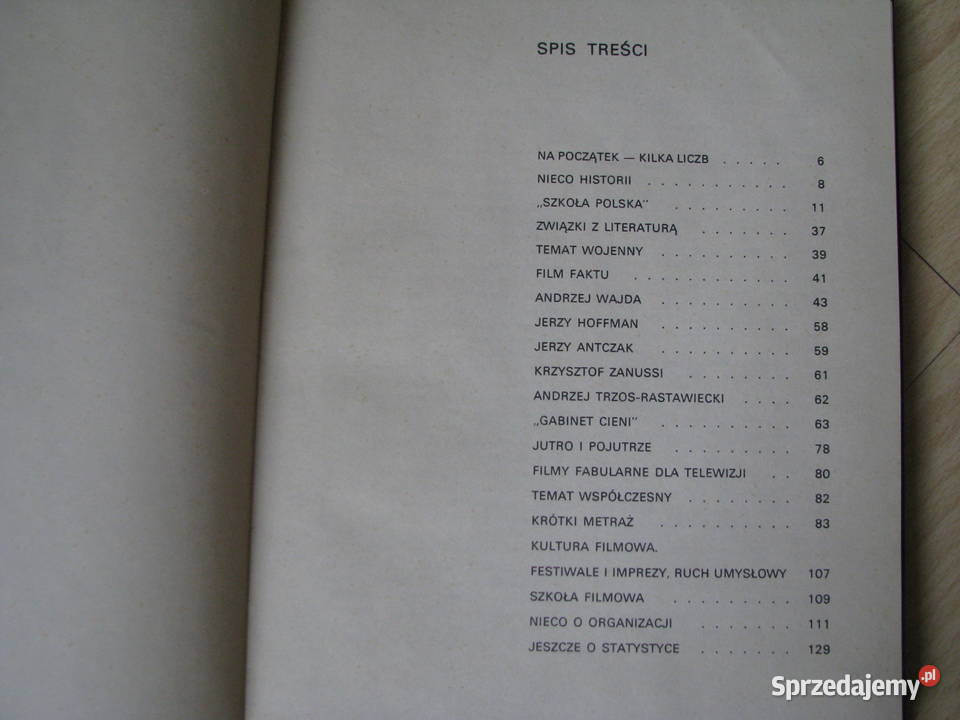 SPIS TREŚCI
NA POCZĄTEK — KILKA LICZB . . . . . 6
NIECO HISTORII . . . . . . . . . . 8
„SZKOŁA POLSKA" . . . . . . . . . 11
ZWIĄZKI Z LITERATURĄ . . . . . . . 37
TEMAT WOJENNY . . . . . . . . . . 39
FILM FAKTU . . . . . . . . . . . 41
ANDRZEJ WAJDA . . . . . . . . . . 43
JERZY HOFFMAN . . . . . . . . . . 58
JERZY ANTCZAK . . . . . . . . . . 59
KRZYSZTOF ZANUSSI . . . . . . . . 61
ANDRZEJ TRZOS-RASTAWIECKI . . . . 62
„GABINET CIENI" . . . . . . . . . . 63
JUTRO I POJUTRZE . . . . . . . . . 78
FILMY FABULARNE DLA TELEWIZJI . . 80
TEMAT WSPÓŁCZESNY . . . . . . . . 82
KRÓTKI METRAŻ . . . . . . . . . . 83
KULTURA FILMOWA.
FESTIWALE I IMPREZY, RUCH UMYSŁOWY 107
SZKOŁA FILMOWA . . . . . . . . . 109
NIECO O ORGANIZACJI . . . . . . . 111
JESZCZE O STATYSTYCE . . . . . . . 129
Sprzedajemy.pl